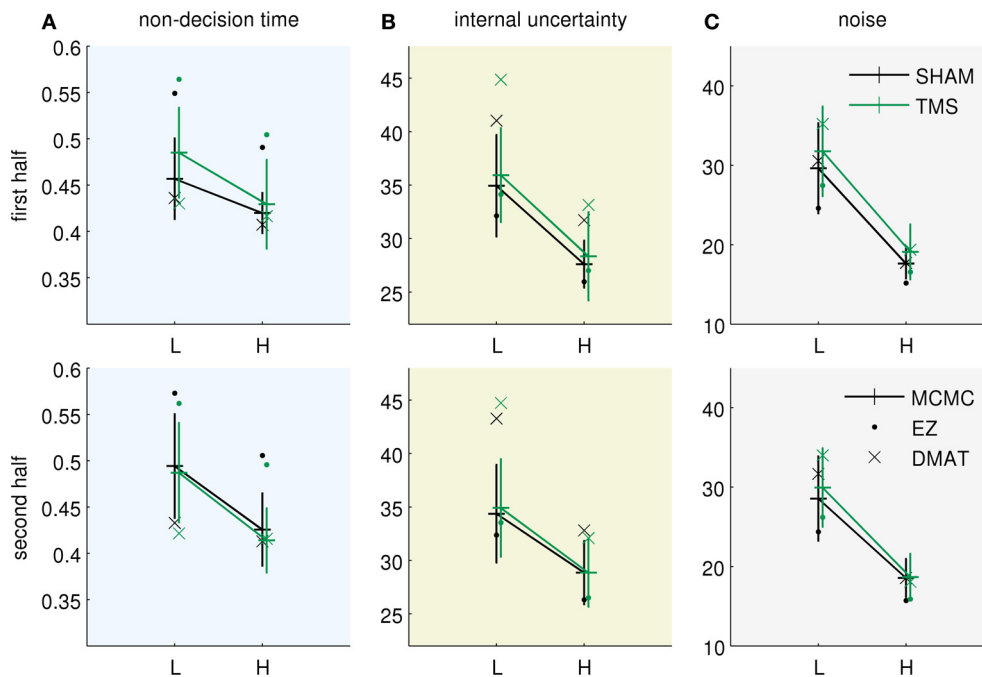 A non-decision time B internal uncertainty C noise
first half
0.6
0.55
0.5
0.45
0.4
0.35
L H
45
40
35
30
25
L H
40
30
20
10
L H
SHAM
TMS
second half
0.6
0.55
0.5
0.45
0.4
0.35
L H
45
40
35
30
25
L H
40
30
20
10
L H
MCMC
EZ
DMAT